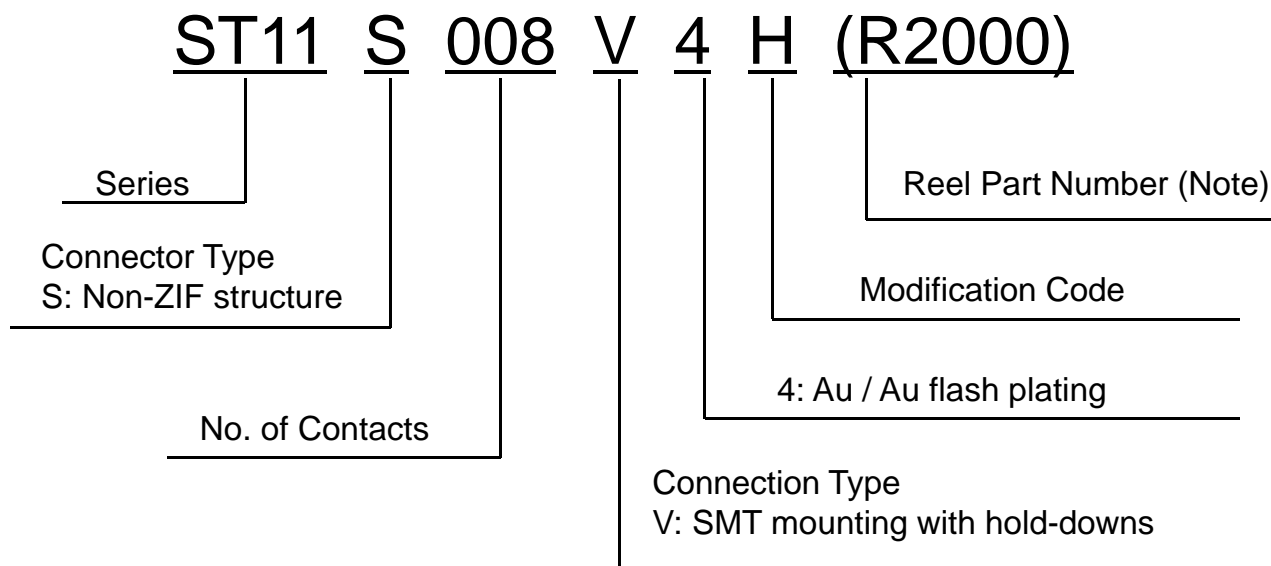 ST11 S 008 V 4 H (R2000)
Series
Reel Part Number (Note)
Connector Type
S: Non-ZIF structure
Modification Code
4: Au / Au flash plating
No. of Contacts
Connection Type
V: SMT mounting with hold-downs